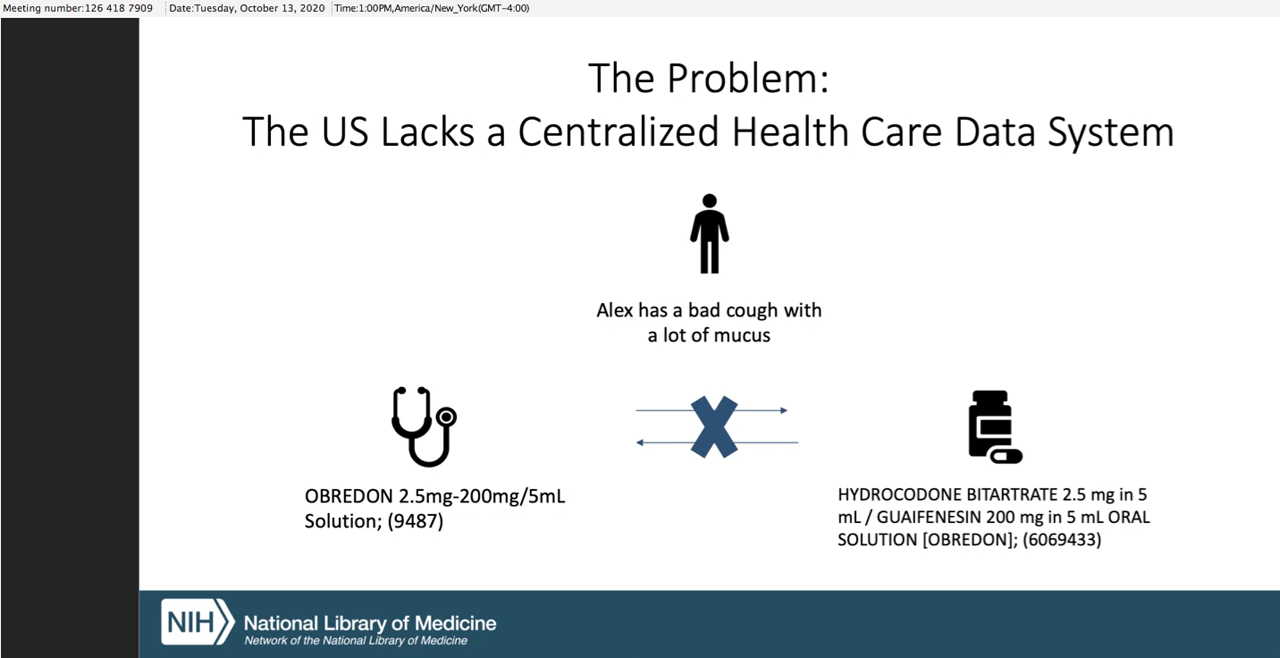 Meeting number:126 418 7909 Date:Tuesday, October 13, 2020 Time:1:00PM,America/New_York(GMT-4:00)
The Problem:
The US Lacks a Centralized Health Care Data System
Alex has a bad cough with
a lot of mucus
OBREDON 2.5mg-200mg/5mL
Solution; (9487)
HYDROCODONE BITARTRATE 2.5 mg in 5
mL / GUAIFENESIN 200 mg in 5 mL ORAL
SOLUTION [OBREDON]; (6069433)
NIH National Library of Medicine
Network of the National Library of Medicine